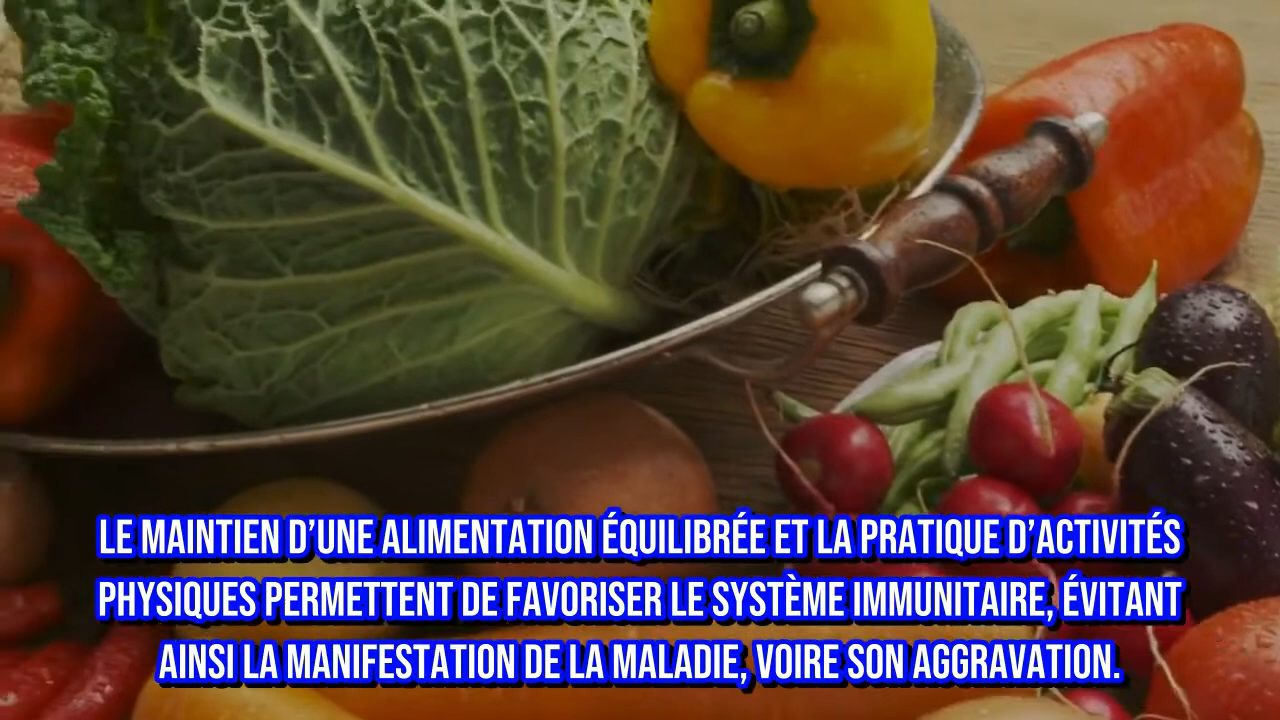 LE MAINTIEN D’UNE ALIMENTATION ÉQUILIBRÉE ET LA PRATIQUE D’ACTIVITÉS
PHYSIQUES PERMETTENT DE FAVORISER LE SYSTÈME IMMUNITAIRE, ÉVITANT
AINSI LA MANIFESTATION DE LA MALADIE, VOIRE SON AGGRAVATION.